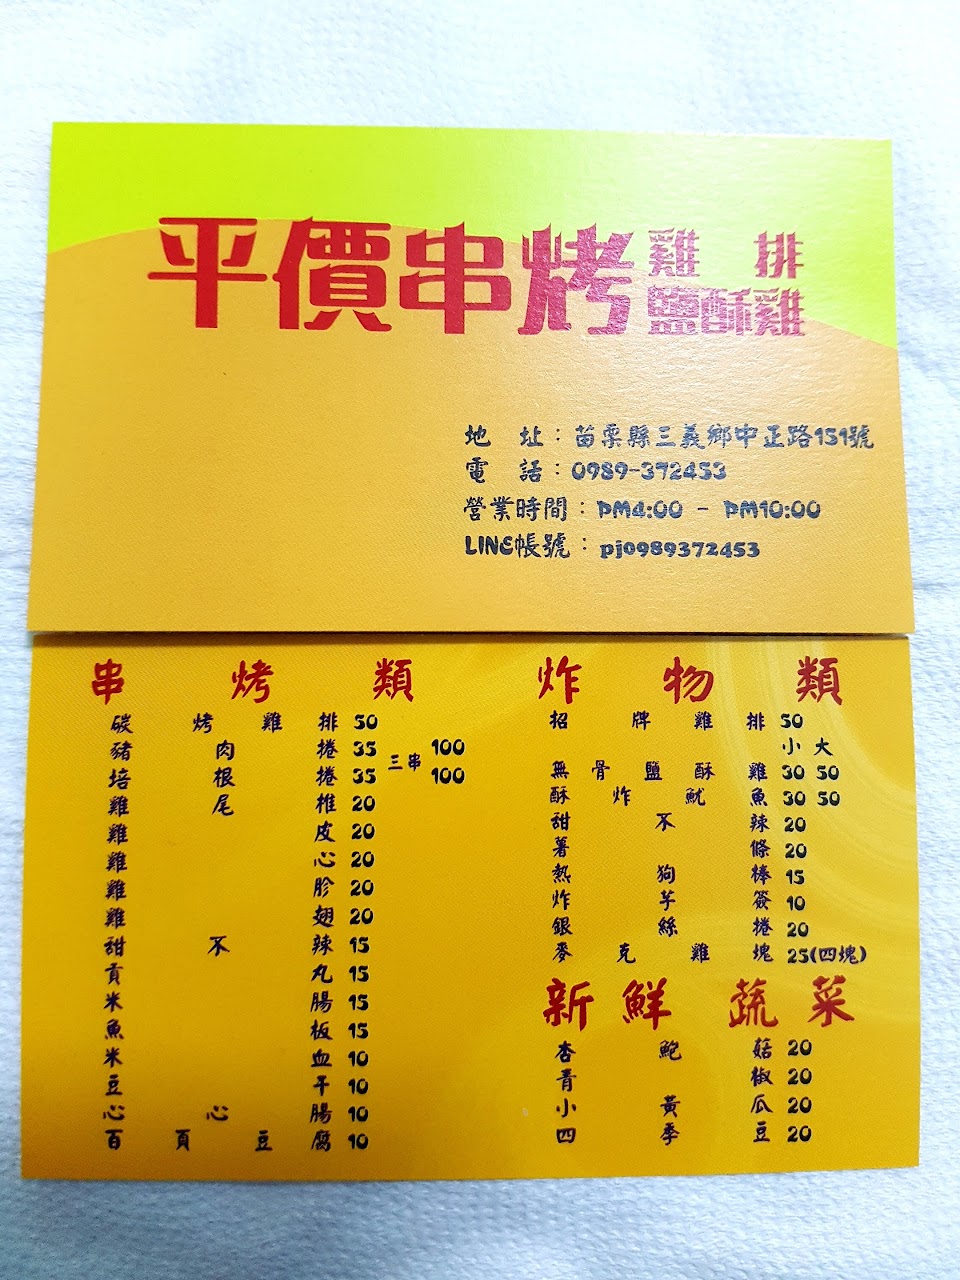 平價串烤 雞排
鹽酥雞
地址：苗栗縣三義鄉中正路151號
電話：0989-372453
營業時間：PM4:00 - PM10:00
LINE帳號：pj0989372453
串烤類
碳烤雞排 50
豬肉捲 35 三串 100
培根捲 35 三串 100
雞尾椎 20
雞皮 20
雞心 20
雞胗 20
雞翅 20
甜不辣 15
貢丸 15
米腸 15
魚板 15
米血 10
豆干 10
心心腸 10
百頁豆腐 10
炸物類
招牌雞排 50
小 大
無骨鹽酥雞 30 50
酥炸魷魚 30 50
甜不辣 20
薯條 20
熱狗棒 15
炸芋簽 10
銀絲捲 20
麥克雞塊 25(四塊)
新鮮蔬菜
杏鮑菇 20
青椒 20
小黃瓜 20
四季豆 20